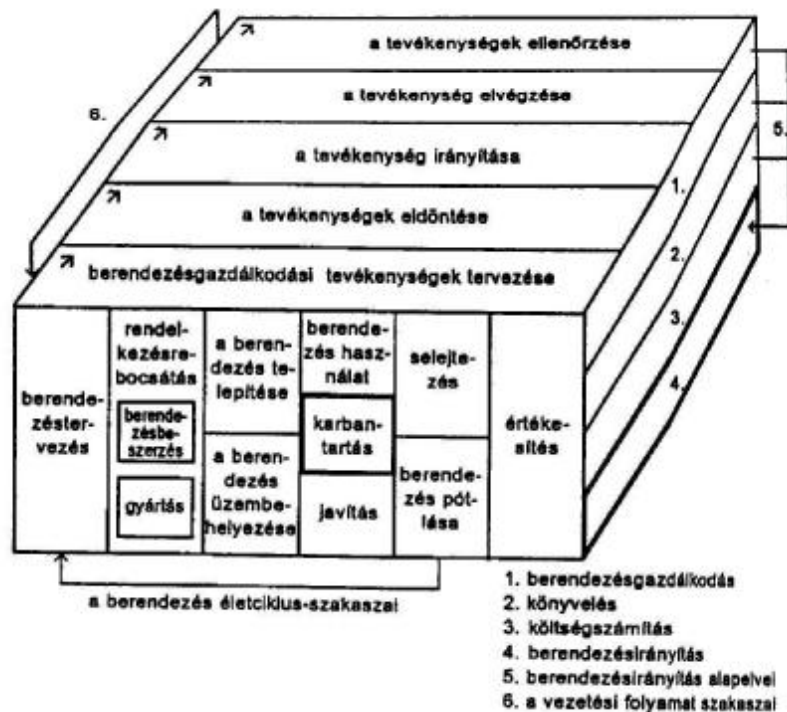 a tevékenységek ellenőrzése
a tevékenység elvégzése
6.
5.
a tevékenység irányítása
1.
a tevékenységek eldöntése
2.
berendezésgazdálkodási tevékenységek tervezése
3.
4.
berende-
zéster-
vezés
rendel-
kezésre-
bocsátás
berende-
zésbe-
szerzés
gyártás
a beren-
dezés te-
lepítése
a beren-
dezés
üzembe-
helyezése
berende-
zés hasz-
nálat
karban-
tartás
javítás
selejte-
zés
berende-
zés pót-
lása
értéke-
sítés
a berendezés életciklus-szakaszai
1. berendezésgazdálkodás
2. könyvelés
3. költségszámítás
4. berendezésirányítás
5. berendezésirányítás alapelvei
6. a vezetési folyamat szakaszai